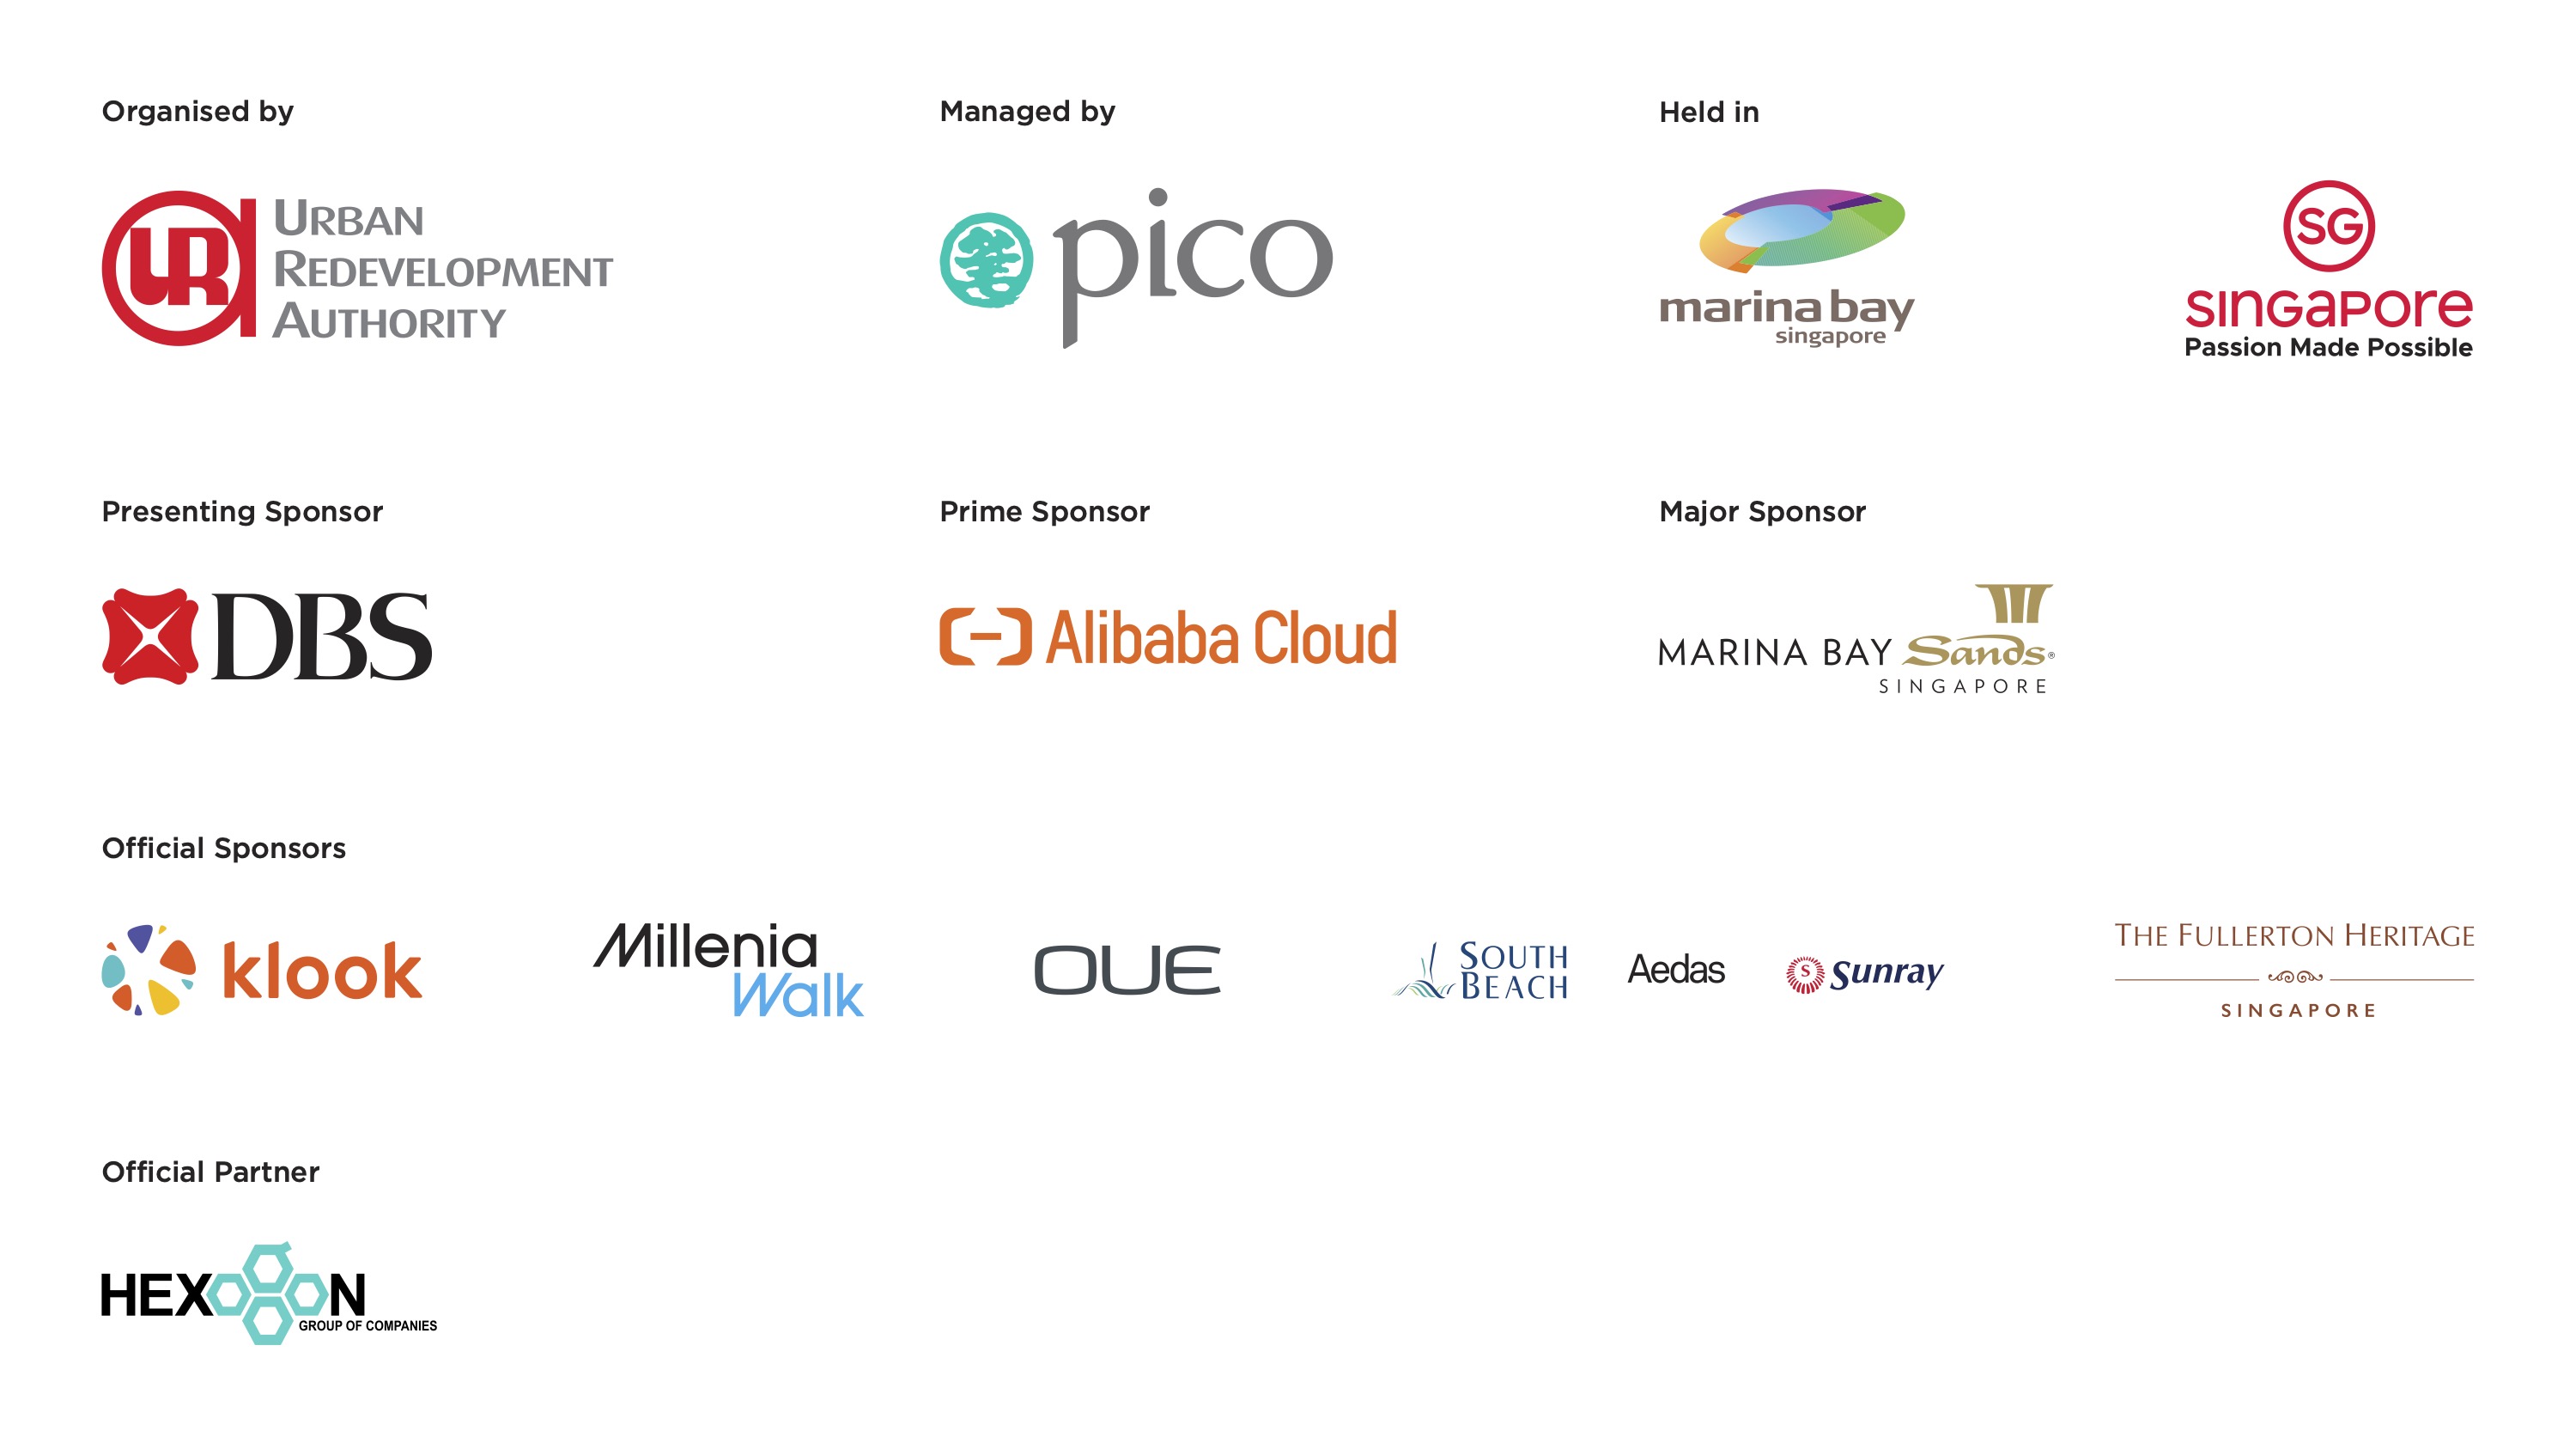 Organised by
Managed by
Held in
UR
URBAN
REDEVELOPMENT
AUTHORITY
pico
marina bay
singapore
SG
SINGAPORE
Passion Made Possible
Presenting Sponsor
Prime Sponsor
Major Sponsor
DBS
Alibaba Cloud
MARINA BAY Sands®
SINGAPORE
Official Sponsors
klook
Millenia
Walk
OUE
SOUTH
BEACH
Aedas
S Sunray
THE FULLERTON HERITAGE
SINGAPORE
Official Partner
HEXAGON
GROUP OF COMPANIES